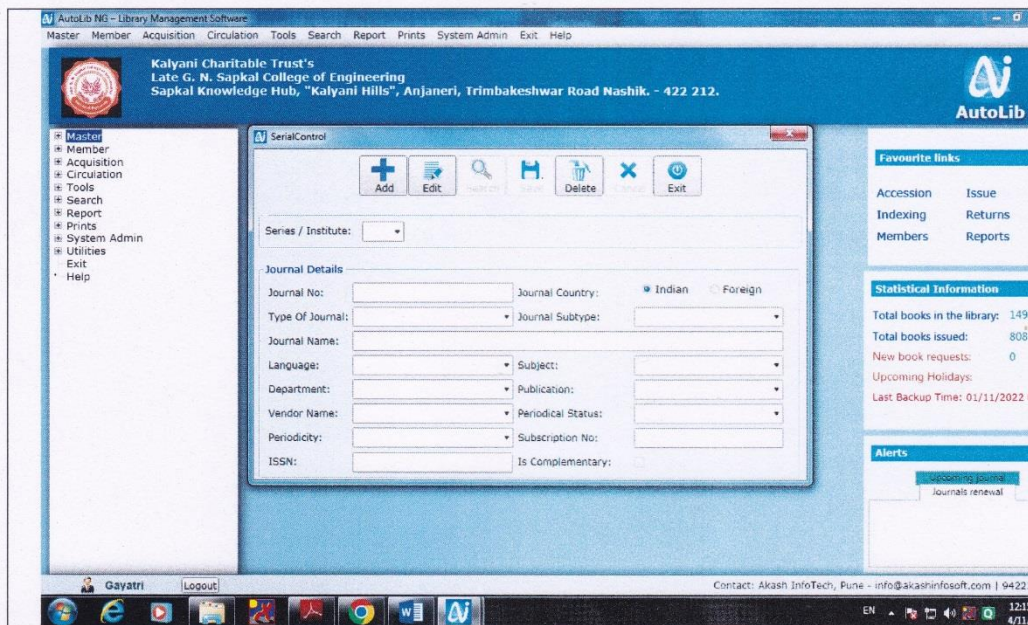 AutoLib NG – Library Management Software
Master Member Acquisition Circulation Tools Search Report Prints System Admin Exit Help
Kalyani Charitable Trust's
Late G. N. Sapkal College of Engineering
Sapkal Knowledge Hub, "Kalyani Hills", Anjaneri, Trimbakeshwar Road Nashik. - 422 212.
AutoLib
Master
Member
Acquisition
Circulation
Tools
Search
Report
Prints
System Admin
Utilities
Exit
Help
SerialControl
Add Edit Search Save Delete Cancel Exit
Series / Institute:
Journal Details
Journal No: Journal Country: Indian Foreign
Type Of Journal: Journal Subtype:
Journal Name:
Language: Subject:
Department: Publication:
Vendor Name: Periodical Status:
Periodicity: Subscription No:
ISSN: Is Complementary:
Favourite links
Accession Issue
Indexing Returns
Members Reports
Statistical Information
Total books in the library: 149
Total books issued: 808
New book requests: 0
Upcoming Holidays:
Last Backup Time: 01/11/2022
Alerts
Upcoming Journal
Journals renewal
Gayatri Logout
Contact: Akash InfoTech, Pune - info@akashinfosoft.com | 9422
EN
12:1
4/11